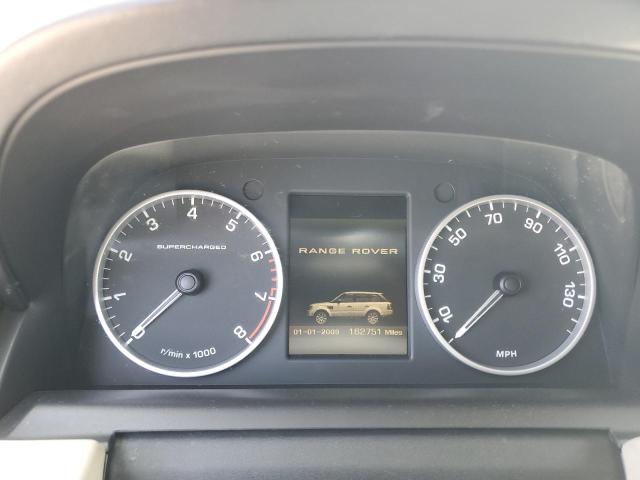 0 1 2 3 4 5 6 7 8
SUPERCHARGED
r/min x 1000
RANGE ROVER
01-01-2009 162751 Miles
10 30 50 70 90 110 130
MPH